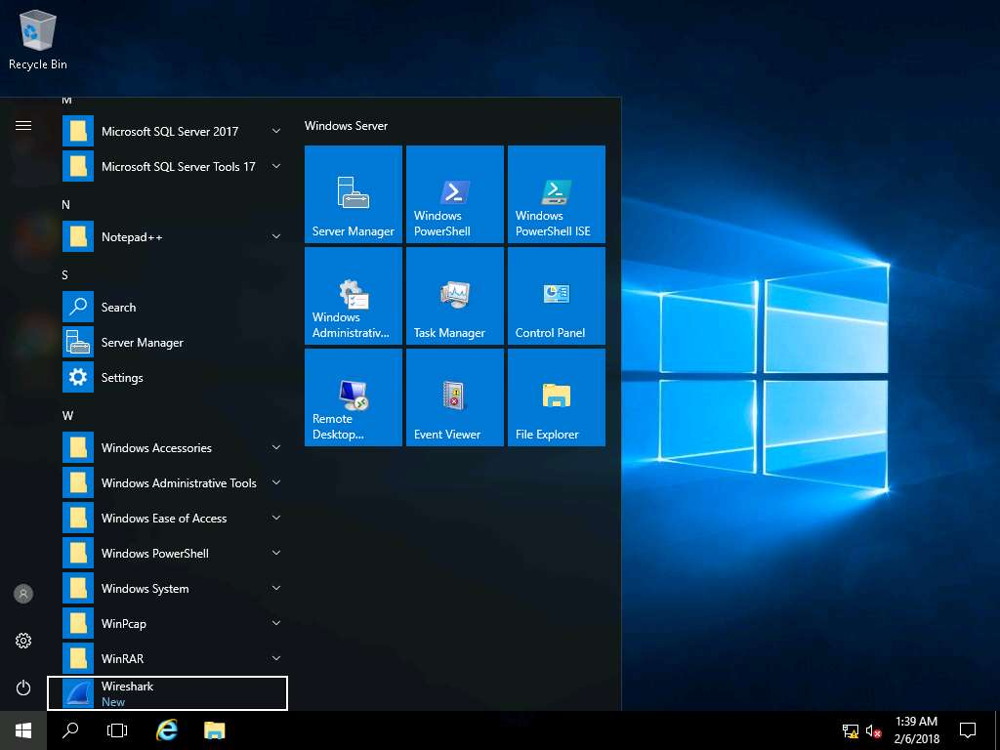 Recycle Bin
M
Microsoft SQL Server 2017
Microsoft SQL Server Tools 17
N
Notepad++
S
Search
Server Manager
Settings
W
Windows Accessories
Windows Administrative Tools
Windows Ease of Access
Windows PowerShell
Windows System
WinPcap
WinRAR
Wireshark
New
Windows Server
Server Manager
Windows
PowerShell
Windows
PowerShell ISE
Windows
Administrativ...
Task Manager
Control Panel
Remote
Desktop...
Event Viewer
File Explorer
1:39 AM
2/6/2018